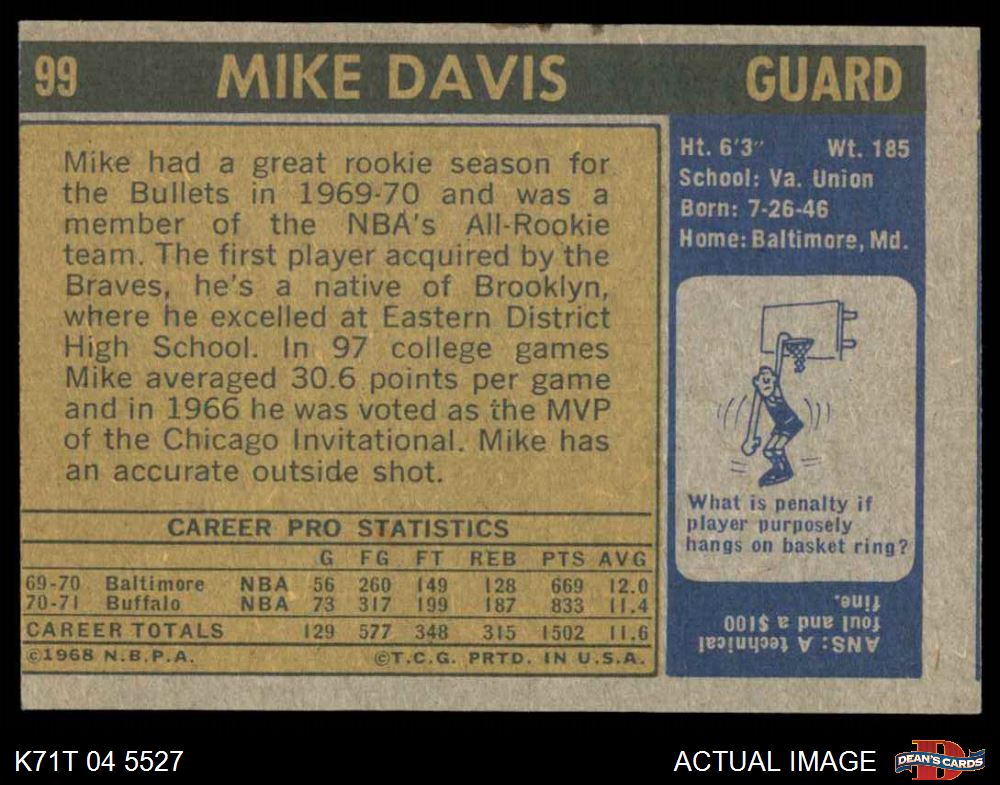 99 MIKE DAVIS GUARD
Mike had a great rookie season for
the Bullets in 1969-70 and was a
member of the NBA's All-Rookie
team. The first player acquired by the
Braves, he's a native of Brooklyn,
where he excelled at Eastern District
High School. In 97 college games
Mike averaged 30.6 points per game
and in 1966 he was voted as the MVP
of the Chicago Invitational. Mike has
an accurate outside shot.
CAREER PRO STATISTICS
G FG FT REB PTS AVG
69-70 Baltimore NBA 56 260 149 128 669 12.0
70-71 Buffalo NBA 73 317 199 187 833 11.4
CAREER TOTALS 129 577 348 315 1502 11.6
©1968 N.B.P.A. ©T.C.G. PRTD. IN U.S.A.
Ht. 6'3" Wt. 185
School: Va. Union
Born: 7-26-46
Home: Baltimore, Md.
What is penalty if
player purposely
hangs on basket ring?
ANS: A technical
foul and a $100
fine.
K71T 04 5527
ACTUAL IMAGE
D
DEAN'S CARDS